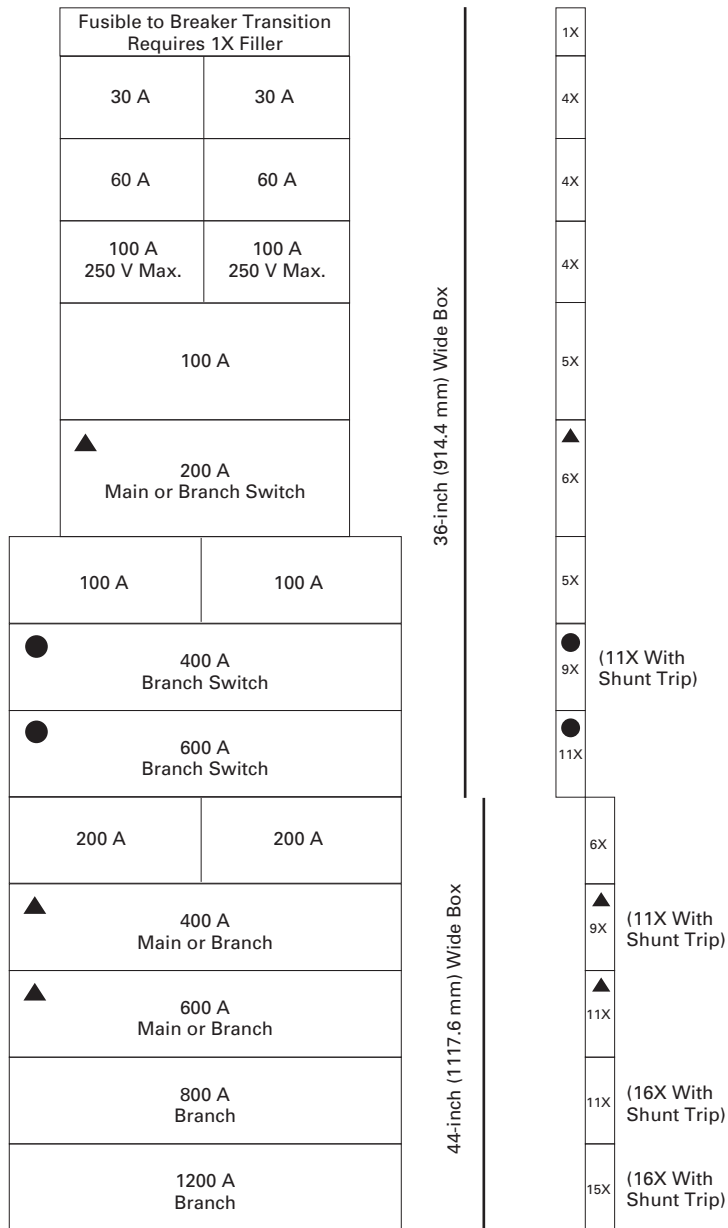 Fusible to Breaker Transition
Requires 1X Filler
1X
30 A
30 A
4X
60 A
60 A
4X
100 A
250 V Max.
100 A
250 V Max.
4X
100 A
5X
200 A
Main or Branch Switch
6X
100 A
100 A
5X
400 A
Branch Switch
9X
(11X With
Shunt Trip)
600 A
Branch Switch
11X
36-inch (914.4 mm) Wide Box
200 A
200 A
6X
400 A
Main or Branch
9X
(11X With
Shunt Trip)
600 A
Main or Branch
11X
800 A
Branch
11X
(16X With
Shunt Trip)
1200 A
Branch
15X
(16X With
Shunt Trip)
44-inch (1117.6 mm) Wide Box